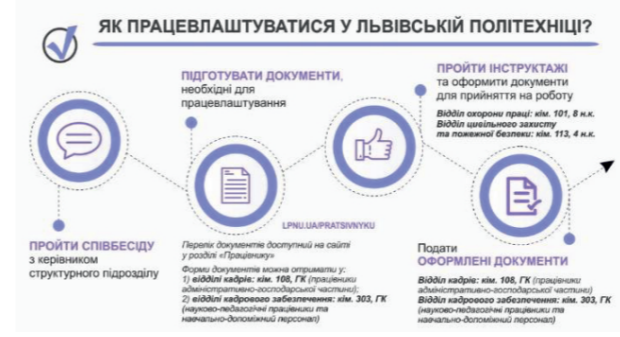 ЯК ПРАЦЕВЛАШТУВАТИСЯ У ЛЬВІВСЬКІЙ ПОЛІТЕХНІЦІ?
ПРОЙТИ СПІВБЕСІДУ
з керівником
структурного підрозділу
ПІДГОТУВАТИ ДОКУМЕНТИ,
необхідні для
працевлаштування
LPNU.UA/PRATSIVNYKU
Перелік документів доступний на сайті
у розділі «Працівнику»
Форми документів можна отримати у:
1) відділі кадрів: кім. 108, ГК (працівники
адміністративно-господарської частини);
2) відділі кадрового забезпечення: кім. 303, ГК
(науково-педагогічні працівники та
навчально-допоміжний персонал)
ПРОЙТИ ІНСТРУКТАЖІ
та оформити документи
для прийняття на роботу
Відділ охорони праці: кім. 101, 8 н.к.
Відділ цивільного захисту
та пожежної безпеки: кім. 113, 4 н.к.
Подати
ОФОРМЛЕНІ ДОКУМЕНТИ
Відділ кадрів: кім. 108, ГК (працівники
адміністративно-господарської частини)
Відділ кадрового забезпечення: кім. 303, ГК
(науково-педагогічні працівники та
навчально-допоміжний персонал)